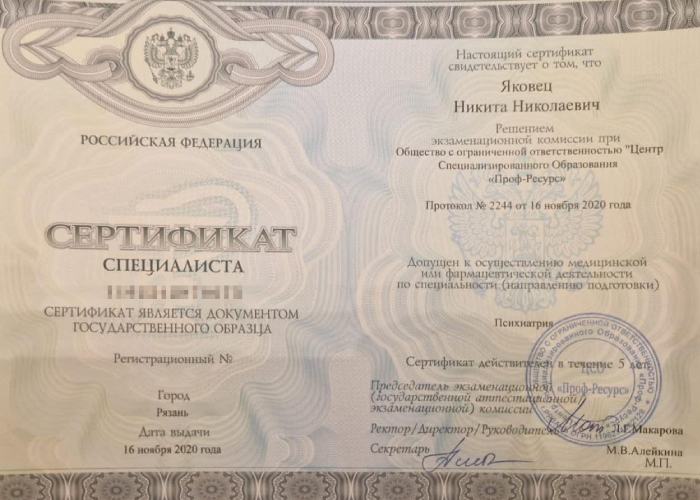 РОССИЙСКАЯ ФЕДЕРАЦИЯ
СЕРТИФИКАТ
СПЕЦИАЛИСТА
СЕРТИФИКАТ ЯВЛЯЕТСЯ ДОКУМЕНТОМ
ГОСУДАРСТВЕННОГО ОБРАЗЦА
Регистрационный №
Город
Рязань
Дата выдачи
16 ноября 2020 года
Настоящий сертификат
свидетельствует о том, что
Яковец
Никита Николаевич
Решением
экзаменационной комиссии при
Общество с ограниченной ответственностью "Центр
Специализированного Образования
«Проф-Ресурс»
Протокол № 2244 от 16 ноября 2020 года
Допущен к осуществлению медицинской
или фармацевтической деятельности
по специальности (направлению подготовки)
Психиатрия
Сертификат действителен в течение 5 лет
Председатель экзаменационной
(государственной аттестационной
экзаменационной) комиссии
Ректор/Директор/Руководитель Л.Г.Макарова
Секретарь М.В.Алейкина
М.П.
ЦСО
«Проф-Ресурс»